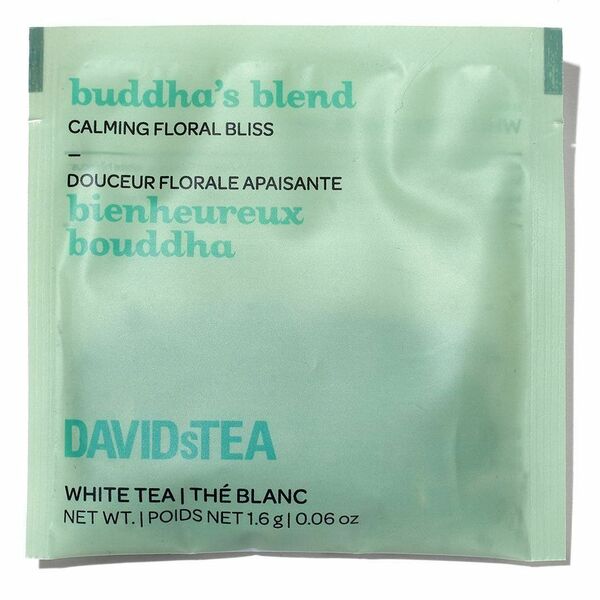 buddha's blend
CALMING FLORAL BLISS
–
DOUCEUR FLORALE APAISANTE
bienheureux
bouddha
DAVIDsTEA
WHITE TEA | THÉ BLANC
NET WT. | POIDS NET 1.6 g | 0.06 oz